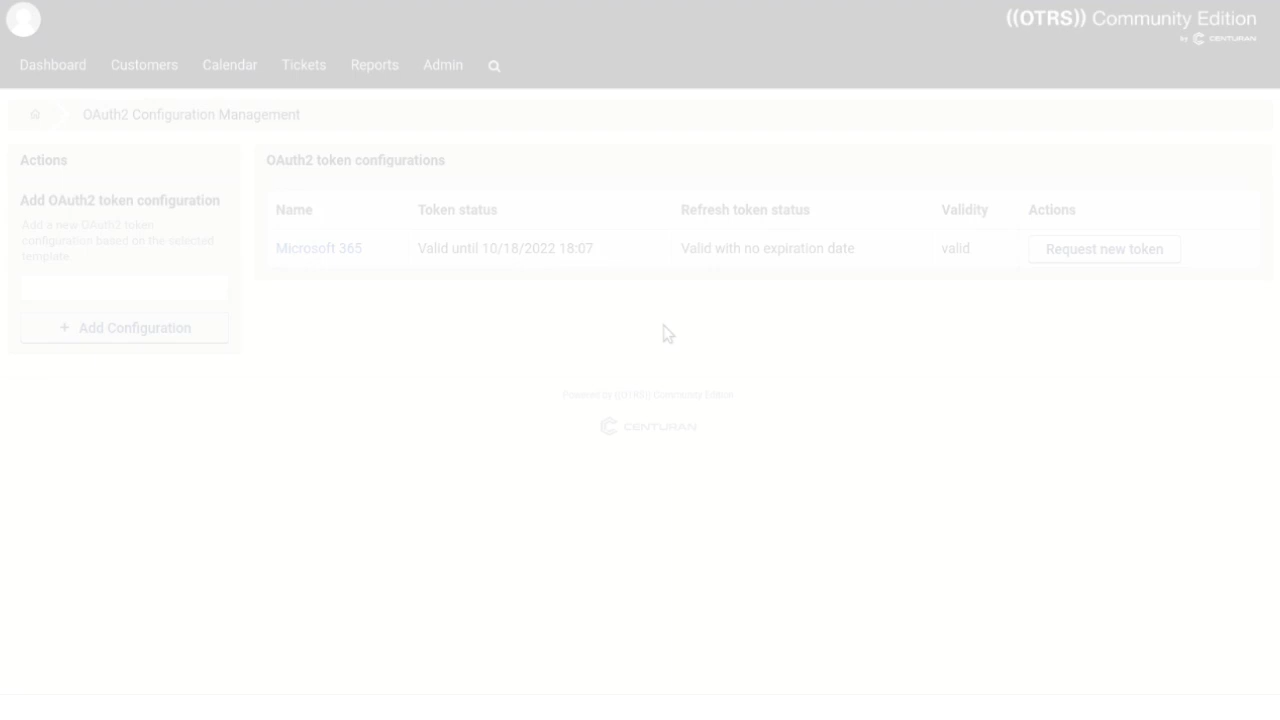 ((OTRS)) Community Edition
by CENTURAN
Dashboard Customers Calendar Tickets Reports Admin
OAuth2 Configuration Management
Actions
Add OAuth2 token configuration
Add a new OAuth2 token
configuration based on the selected
template.
+ Add Configuration
OAuth2 token configurations
Name Token status Refresh token status Validity Actions
Microsoft 365 Valid until 10/18/2022 18:07 Valid with no expiration date valid Request new token
Powered by ((OTRS)) Community Edition
CENTURAN